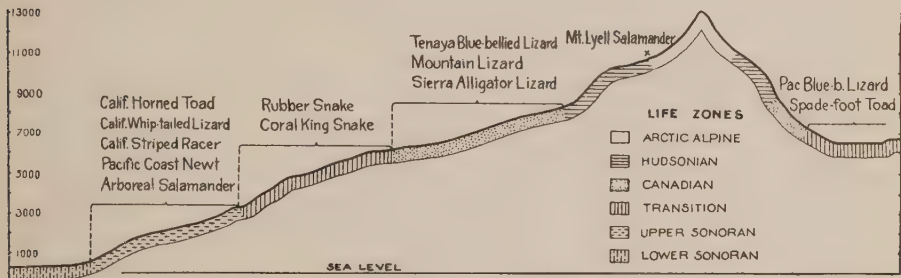 13000
11000
9000
7000
5000
3000
1000
Calif. Horned Toad
Calif. Whip-tailed Lizard
Calif. Striped Racer
Pacific Coast Newt
Arboreal Salamander
Rubber Snake
Coral King Snake
Tenaya Blue-bellied Lizard
Mountain Lizard
Sierra Alligator Lizard
Mt. Lyell Salamander
x
Pac Blue-b. Lizard
Spade-foot Toad
LIFE ZONES
ARCTIC ALPINE
HUDSONIAN
CANADIAN
TRANSITION
UPPER SONORAN
LOWER SONORAN
SEA LEVEL